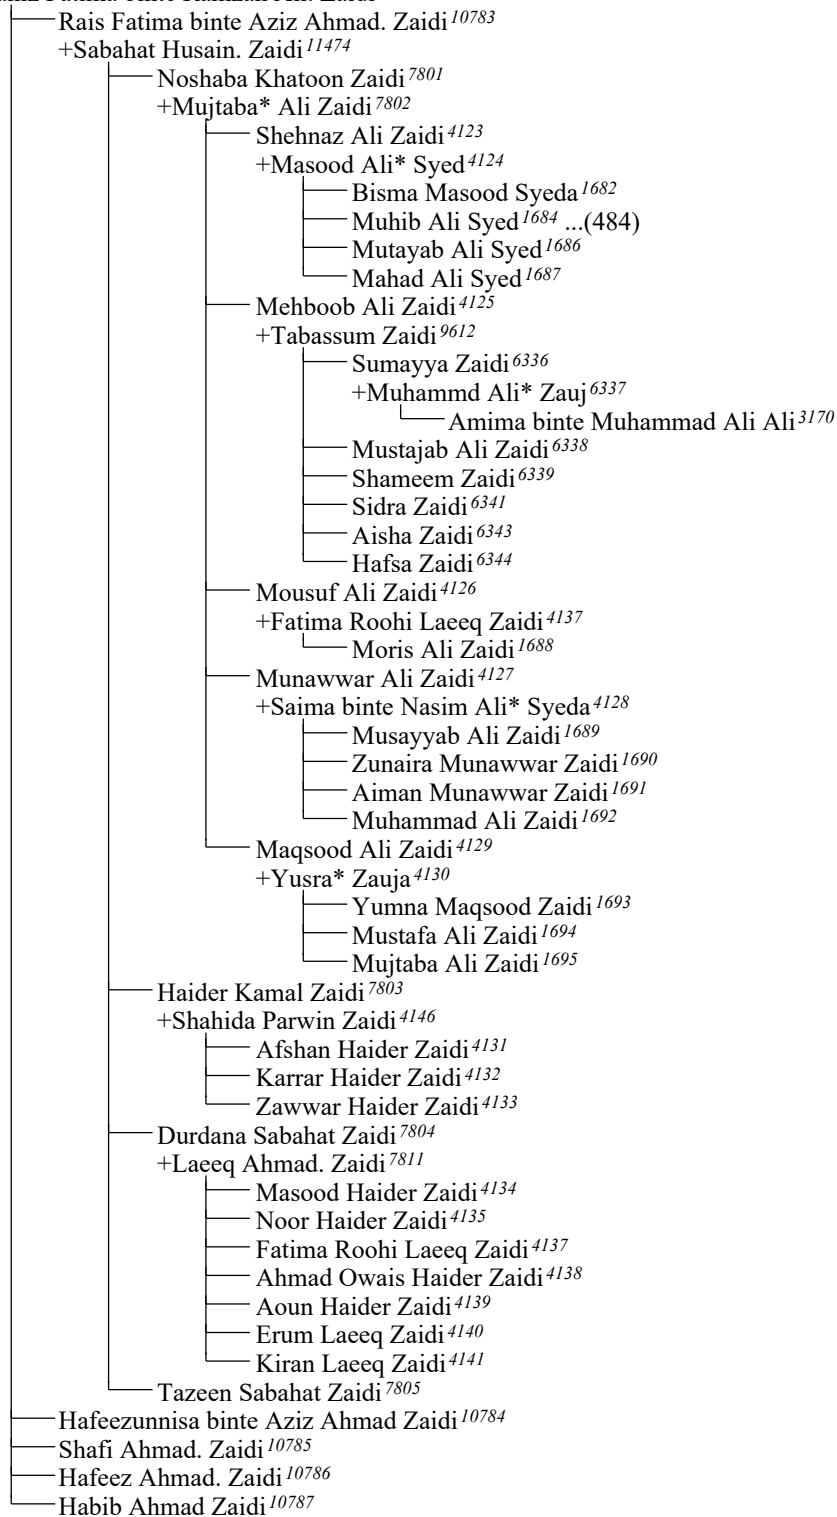 Rais Fatima binte Aziz Ahmad. Zaidi 10783
+Sabahat Husain. Zaidi 11474
Noshaba Khatoon Zaidi 7801
+Mujtaba* Ali Zaidi 7802
Shehnaz Ali Zaidi 4123
+Masood Ali* Syed 4124
Bisma Masood Syeda 1682
Muhib Ali Syed 1684 ...(484)
Mutayab Ali Syed 1686
Mahad Ali Syed 1687
Mehboob Ali Zaidi 4125
+Tabassum Zaidi 9612
Sumayya Zaidi 6336
+Muhammd Ali* Zauj 6337
Amima binte Muhammad Ali Ali 3170
Mustajab Ali Zaidi 6338
Shameem Zaidi 6339
Sidra Zaidi 6341
Aisha Zaidi 6343
Hafsa Zaidi 6344
Mousuf Ali Zaidi 4126
+Fatima Roohi Laeeq Zaidi 4137
Moris Ali Zaidi 1688
Munawwar Ali Zaidi 4127
+Saima binte Nasim Ali* Syeda 4128
Musayyab Ali Zaidi 1689
Zunaira Munawwar Zaidi 1690
Aiman Munawwar Zaidi 1691
Muhammad Ali Zaidi 1692
Maqsood Ali Zaidi 4129
+Yusra* Zauja 4130
Yumna Maqsood Zaidi 1693
Mustafa Ali Zaidi 1694
Mujtaba Ali Zaidi 1695
Haider Kamal Zaidi 7803
+Shahida Parwin Zaidi 4146
Afshan Haider Zaidi 4131
Karrar Haider Zaidi 4132
Zawwar Haider Zaidi 4133
Durdana Sabahat Zaidi 7804
+Laeeq Ahmad. Zaidi 7811
Masood Haider Zaidi 4134
Noor Haider Zaidi 4135
Fatima Roohi Laeeq Zaidi 4137
Ahmad Owais Haider Zaidi 4138
Aoun Haider Zaidi 4139
Erum Laeeq Zaidi 4140
Kiran Laeeq Zaidi 4141
Tazeen Sabahat Zaidi 7805
Hafeezunnisa binte Aziz Ahmad Zaidi 10784
Shafi Ahmad. Zaidi 10785
Hafeez Ahmad. Zaidi 10786
Habib Ahmad Zaidi 10787